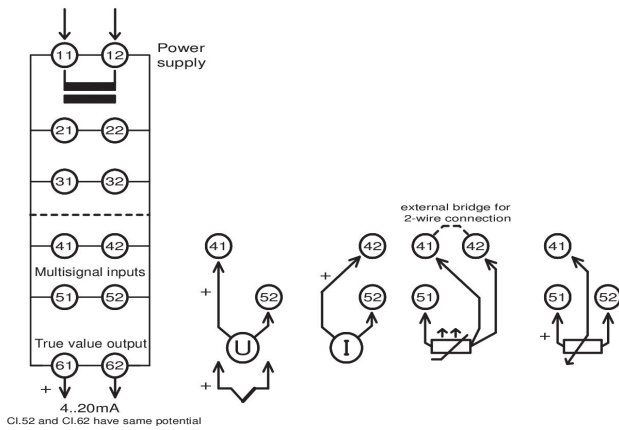 11 12 Power
supply
21 22
31 32
41 42
Multisignal inputs
51 52
True value output
61 62
+
4..20mA
Cl.52 and Cl.62 have same potential
41
+
52
U
+
42
+
52
I
external bridge for
2-wire connection
41 42
51
41
51 52
+